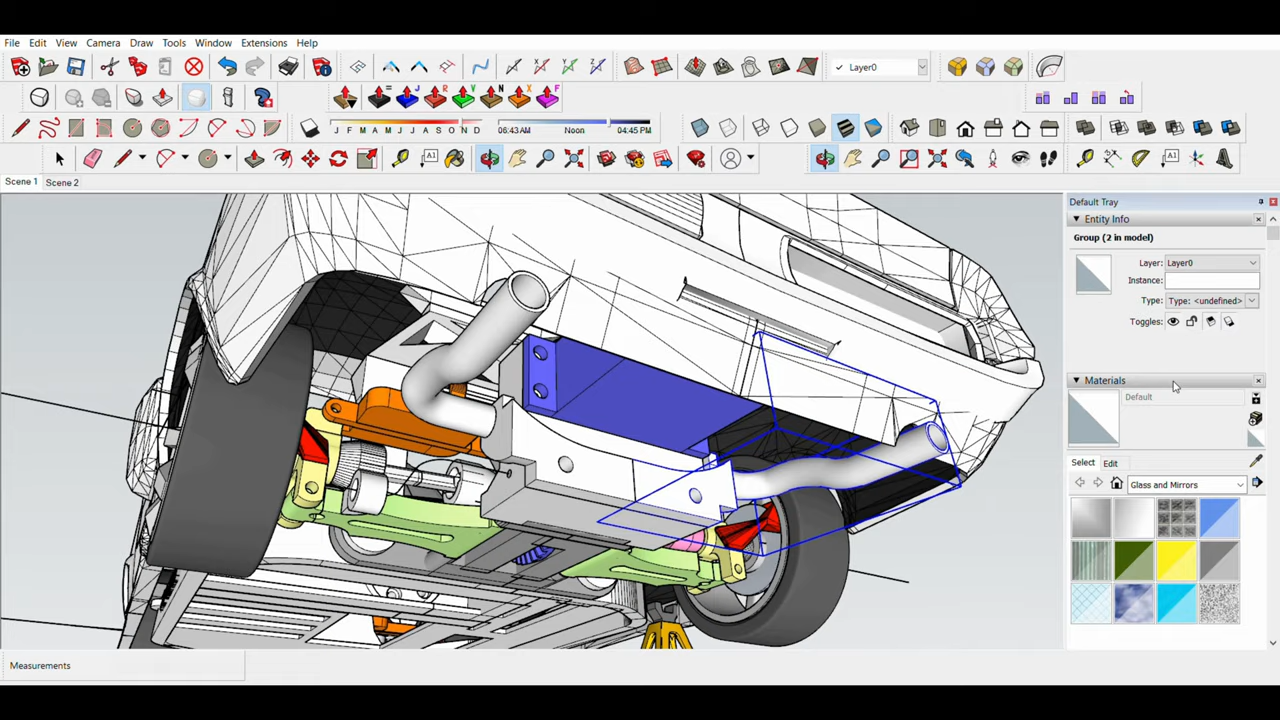 File Edit View Camera Draw Tools Window Extensions Help
✓ Layer0
J F M A M J J A S O N D 06:43 AM Noon 04:45 PM
Scene 1 Scene 2
Default Tray
Entity Info
Group (2 in model)
Layer: Layer0
Instance:
Type: Type: <undefined>
Toggles:
Materials
Default
Select Edit
Glass and Mirrors
Measurements